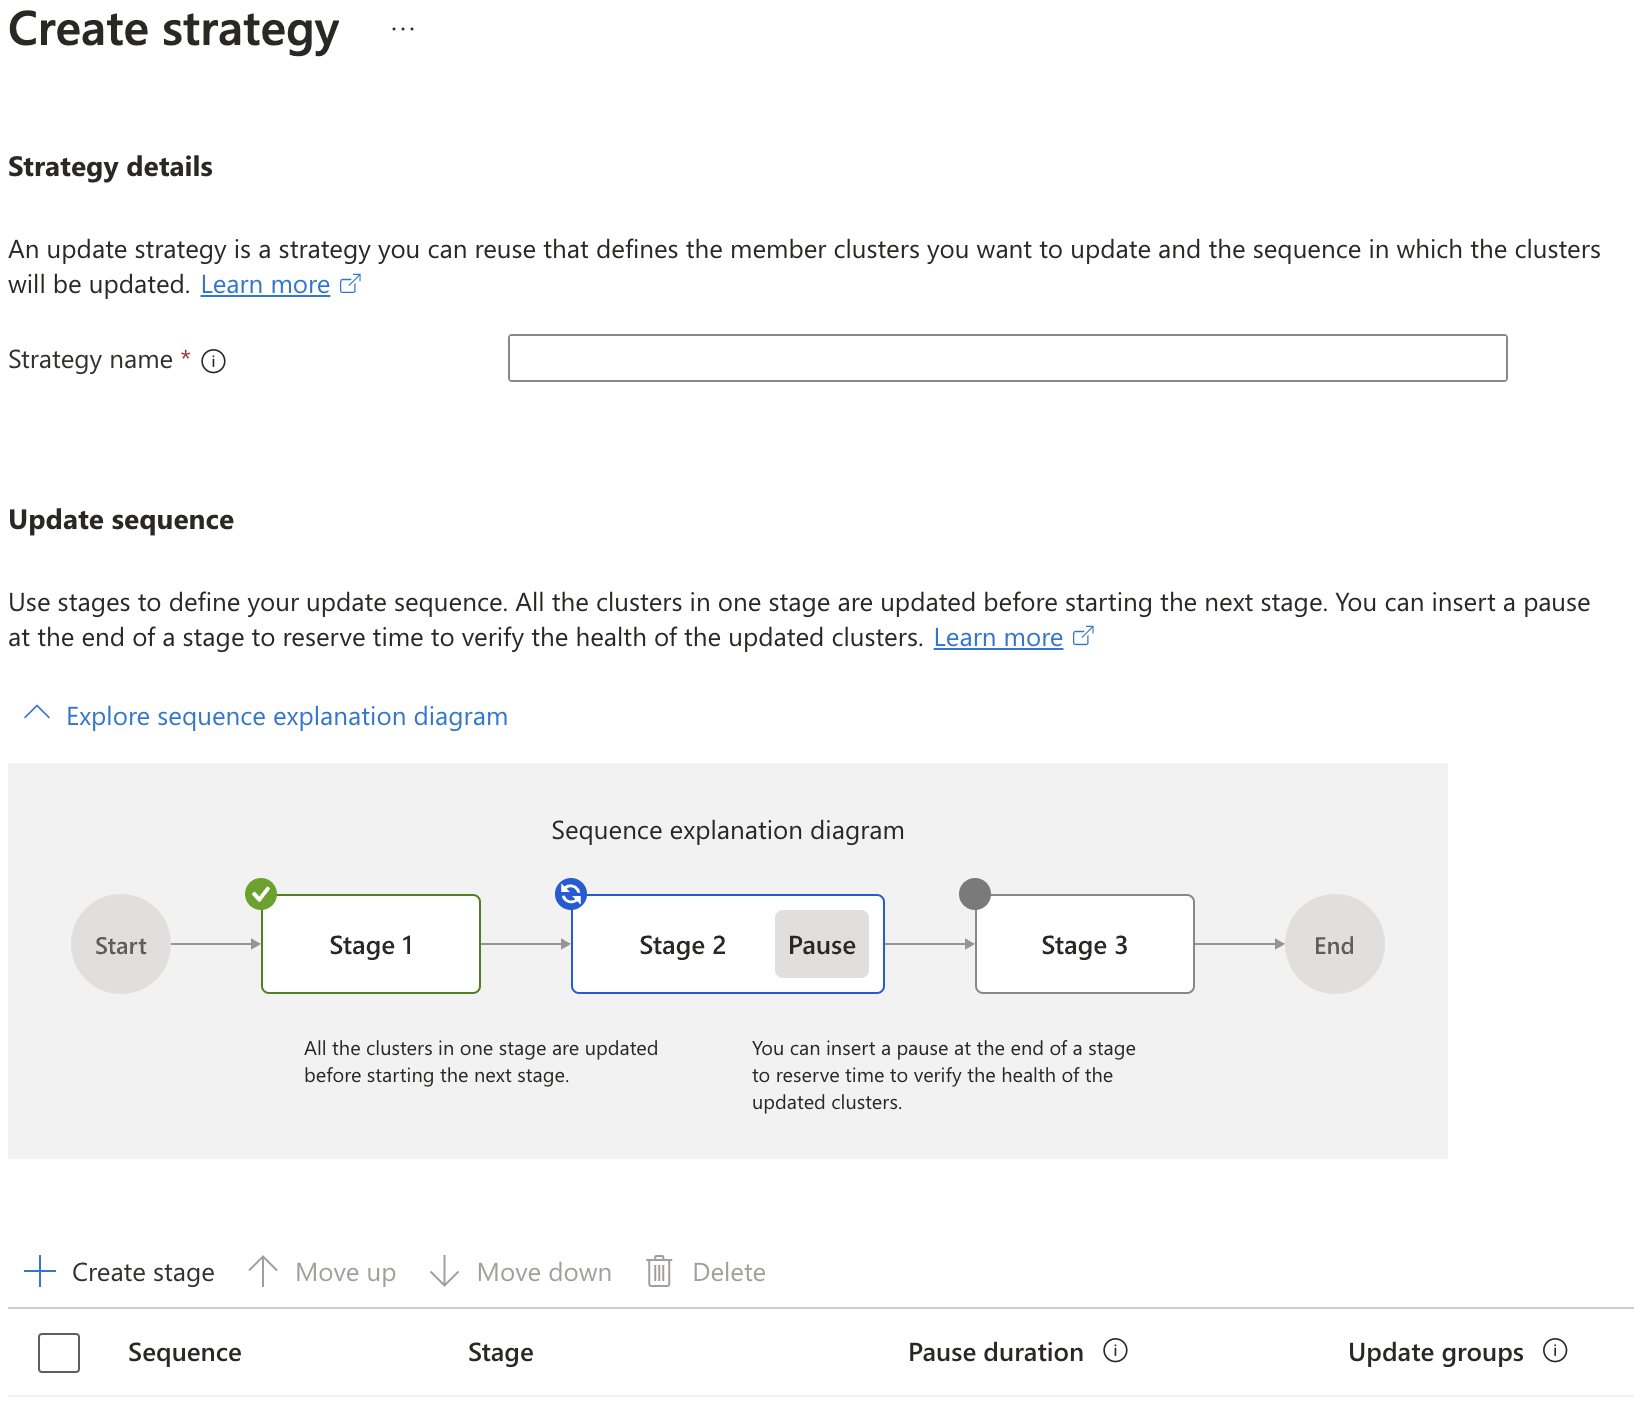 Create strategy ...
Strategy details
An update strategy is a strategy you can reuse that defines the member clusters you want to update and the sequence in which the clusters
will be updated. Learn more
Strategy name *
Update sequence
Use stages to define your update sequence. All the clusters in one stage are updated before starting the next stage. You can insert a pause
at the end of a stage to reserve time to verify the health of the updated clusters. Learn more
Explore sequence explanation diagram
Sequence explanation diagram
Start Stage 1 Stage 2 Pause Stage 3 End
All the clusters in one stage are updated
before starting the next stage.
You can insert a pause at the end of a stage
to reserve time to verify the health of the
updated clusters.
Create stage Move up Move down Delete
Sequence Stage Pause duration Update groups